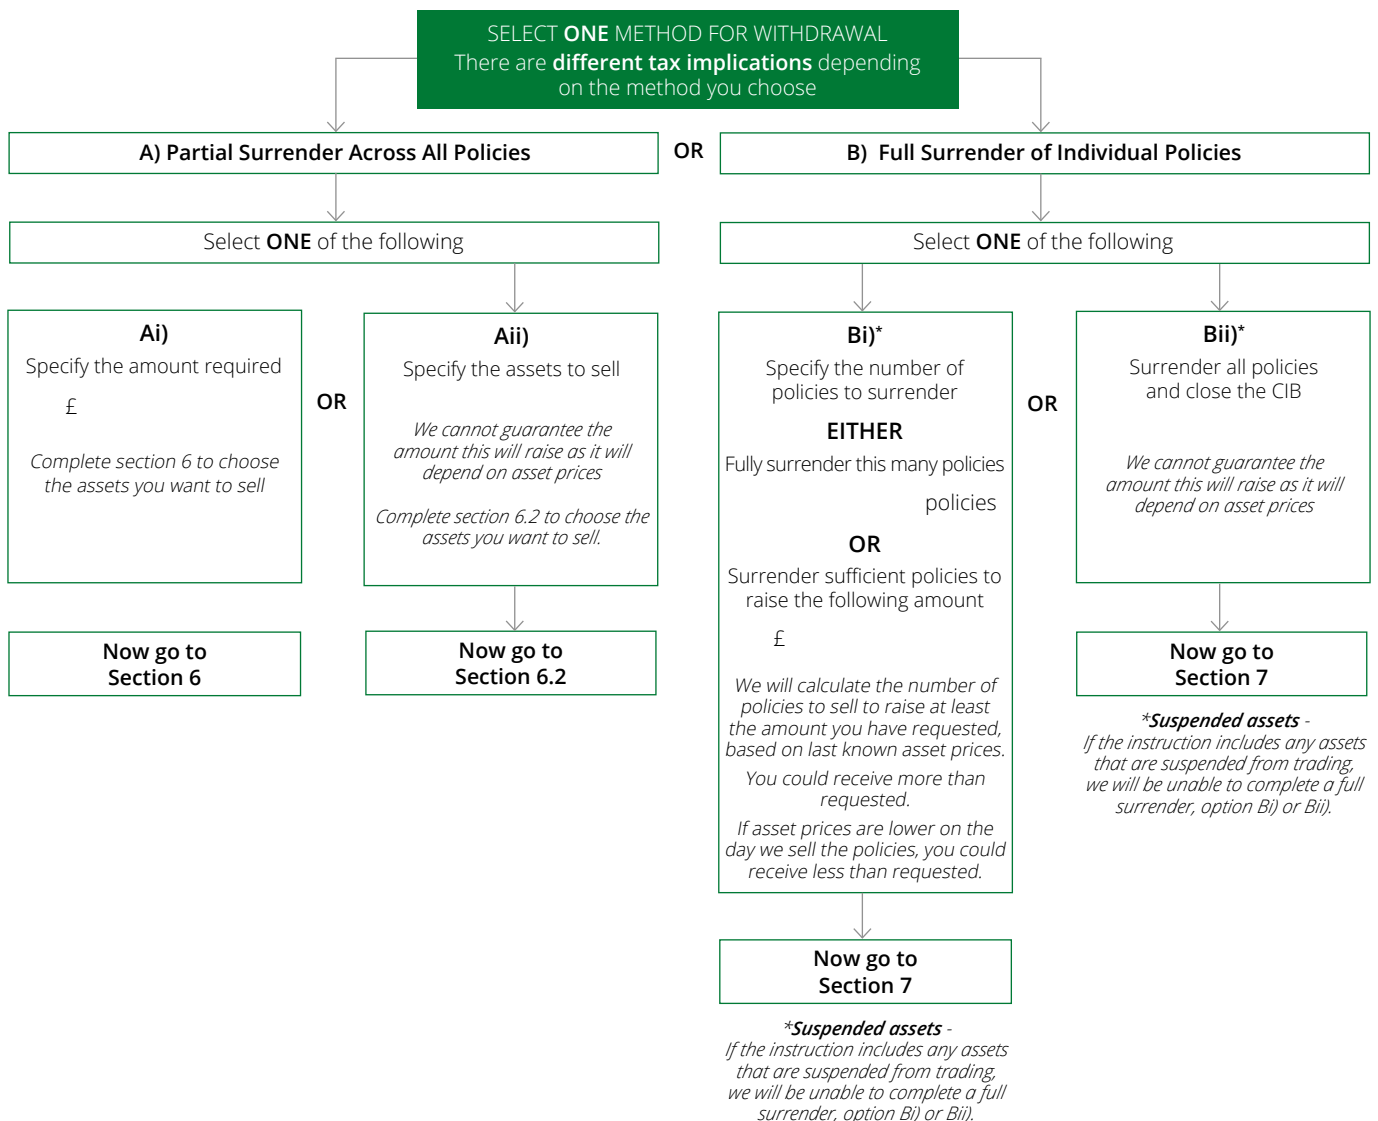 SELECT ONE METHOD FOR WITHDRAWAL
There are different tax implications depending
on the method you choose
A) Partial Surrender Across All Policies
OR
B) Full Surrender of Individual Policies
Select ONE of the following
Select ONE of the following
Ai)
Specify the amount required
£
Complete section 6 to choose
the assets you want to sell
OR
Aii)
Specify the assets to sell
We cannot guarantee the
amount this will raise as it will
depend on asset prices
Complete section 6.2 to choose the
assets you want to sell.
Now go to
Section 6
Now go to
Section 6.2
Bi)*
Specify the number of
policies to surrender
EITHER
Fully surrender this many policies
policies
OR
Surrender sufficient policies to
raise the following amount
£
We will calculate the number of
policies to sell to raise at least
the amount you have requested,
based on last known asset prices.
You could receive more than
requested.
If asset prices are lower on the
day we sell the policies, you could
receive less than requested.
Now go to
Section 7
*Suspended assets -
If the instruction includes any assets
that are suspended from trading,
we will be unable to complete a full
surrender, option Bi) or Bii).
OR
Bii)*
Surrender all policies
and close the CIB
We cannot guarantee the
amount this will raise as it will
depend on asset prices
Now go to
Section 7
*Suspended assets -
If the instruction includes any assets
that are suspended from trading,
we will be unable to complete a full
surrender, option Bi) or Bii).